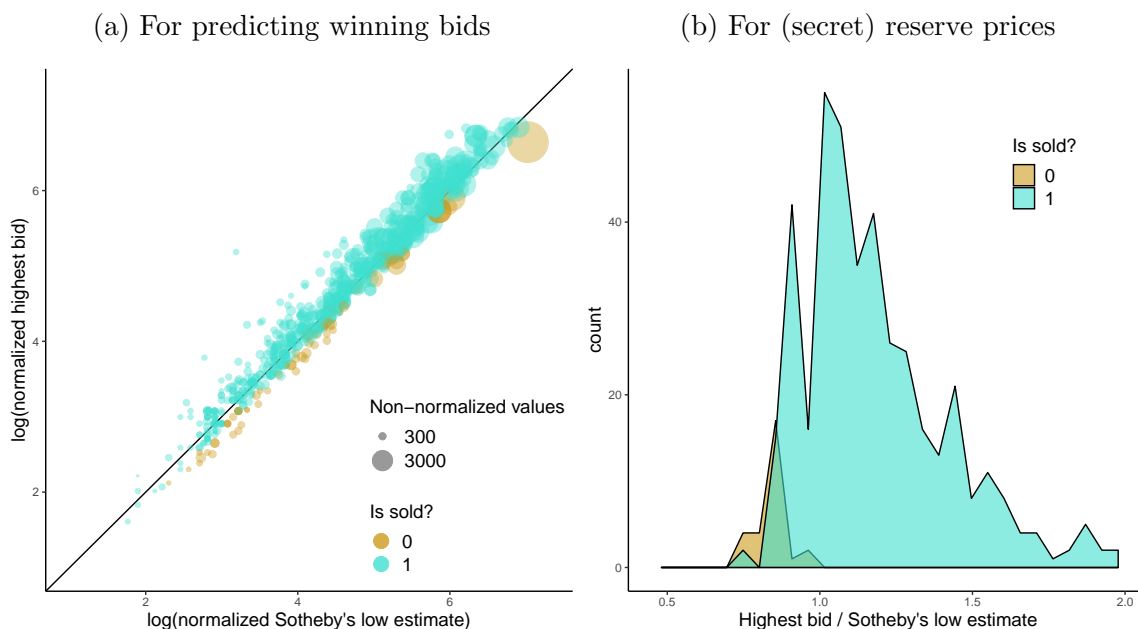 (a) For predicting winning bids
log(normalized highest bid)
6
4
2
2
4
6
log(normalized Sotheby's low estimate)
Non−normalized values
300
3000
Is sold?
0
1
(b) For (secret) reserve prices
count
40
20
0
0.5
1.0
1.5
2.0
Highest bid / Sotheby's low estimate
Is sold?
0
1